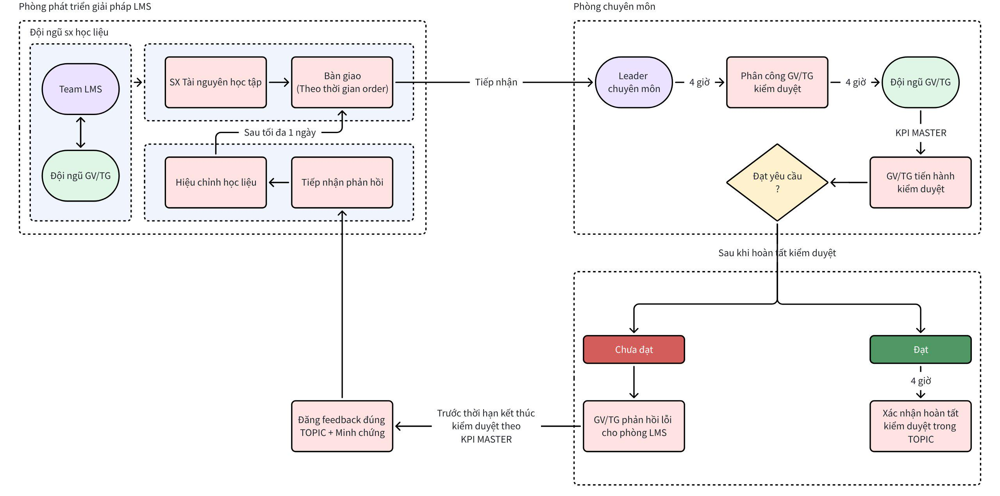 Phòng phát triển giải pháp LMS
Đội ngũ sx học liệu
Team LMS
Đội ngũ GV/TG
SX Tài nguyên học tập
Bàn giao
(Theo thời gian order)
Sau tối đa 1 ngày
Hiệu chỉnh học liệu
Tiếp nhận phản hồi
Tiếp nhận
Phòng chuyên môn
Leader
chuyên môn
4 giờ
Phân công GV/TG
kiểm duyệt
4 giờ
Đội ngũ GV/TG
KPI MASTER
GV/TG tiến hành
kiểm duyệt
Đạt yêu cầu
?
Sau khi hoàn tất kiểm duyệt
Chưa đạt
Đạt
4 giờ
GV/TG phản hồi lỗi
cho phòng LMS
Xác nhận hoàn tất
kiểm duyệt trong
TOPIC
Trước thời hạn kết thúc
kiểm duyệt theo
KPI MASTER
Đăng feedback đúng
TOPIC + Minh chứng